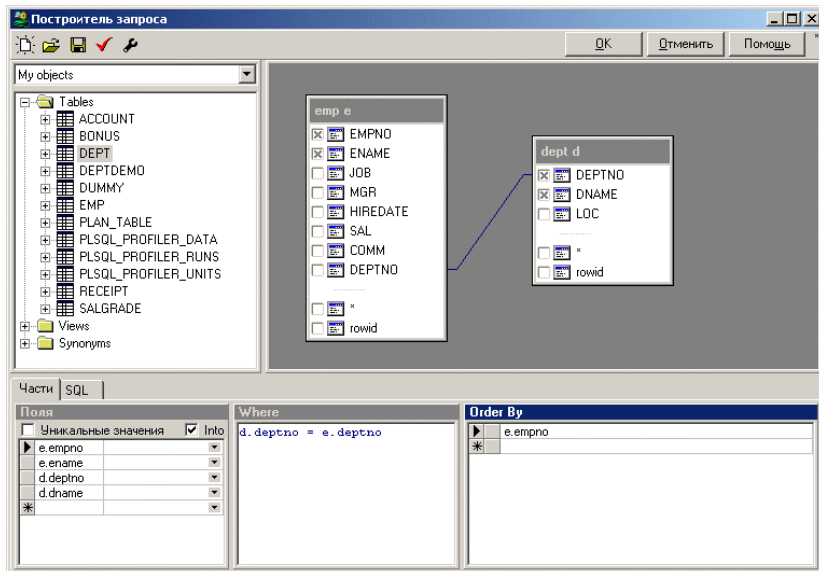 Построитель запроса
OK Отменить Помощь
My objects
Tables
ACCOUNT
BONUS
DEPT
DEPTDEMO
DUMMY
EMP
PLAN_TABLE
PLSQL_PROFILER_DATA
PLSQL_PROFILER_RUNS
PLSQL_PROFILER_UNITS
RECEIPT
SALGRADE
Views
Synonyms
emp e
EMPNO
ENAME
JOB
MGR
HIREDATE
SAL
COMM
DEPTNO
*
rowid
dept d
DEPTNO
DNAME
LOC
*
rowid
Части SQL
Поля
Уникальные значения Into
e.empno
e.ename
d.deptno
d.dname
Where
d.deptno = e.deptno
Order By
e.empno